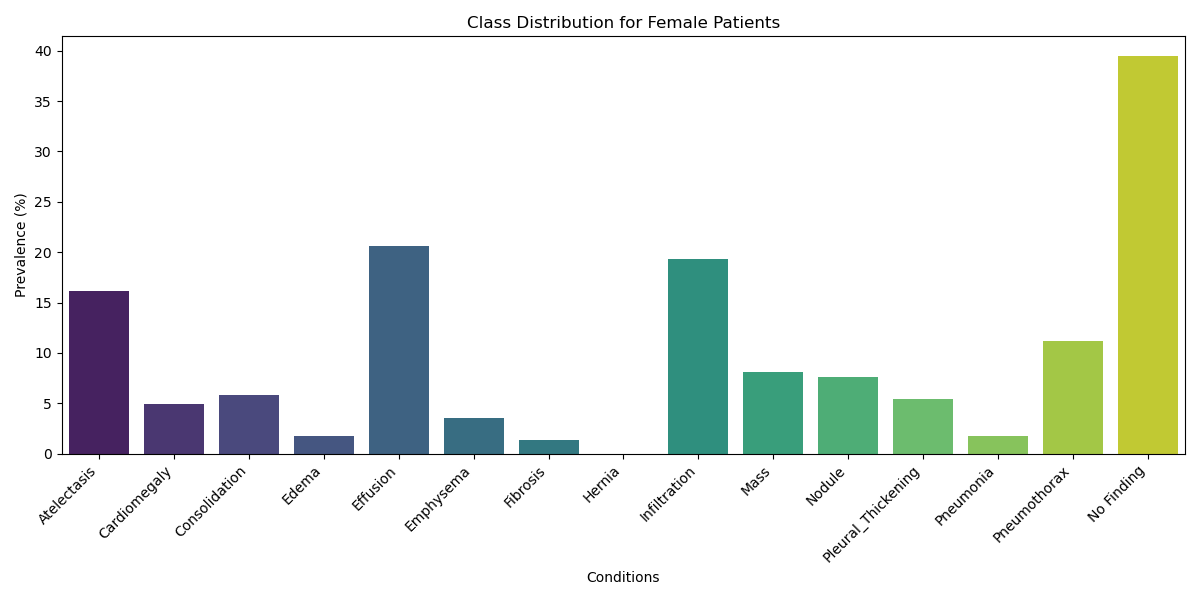 Class Distribution for Female Patients
Prevalence (%)
40
35
30
25
20
15
10
5
0
Atelectasis
Cardiomegaly
Consolidation
Edema
Effusion
Emphysema
Fibrosis
Hernia
Infiltration
Mass
Nodule
Pleural_Thickening
Pneumonia
Pneumothorax
No Finding
Conditions